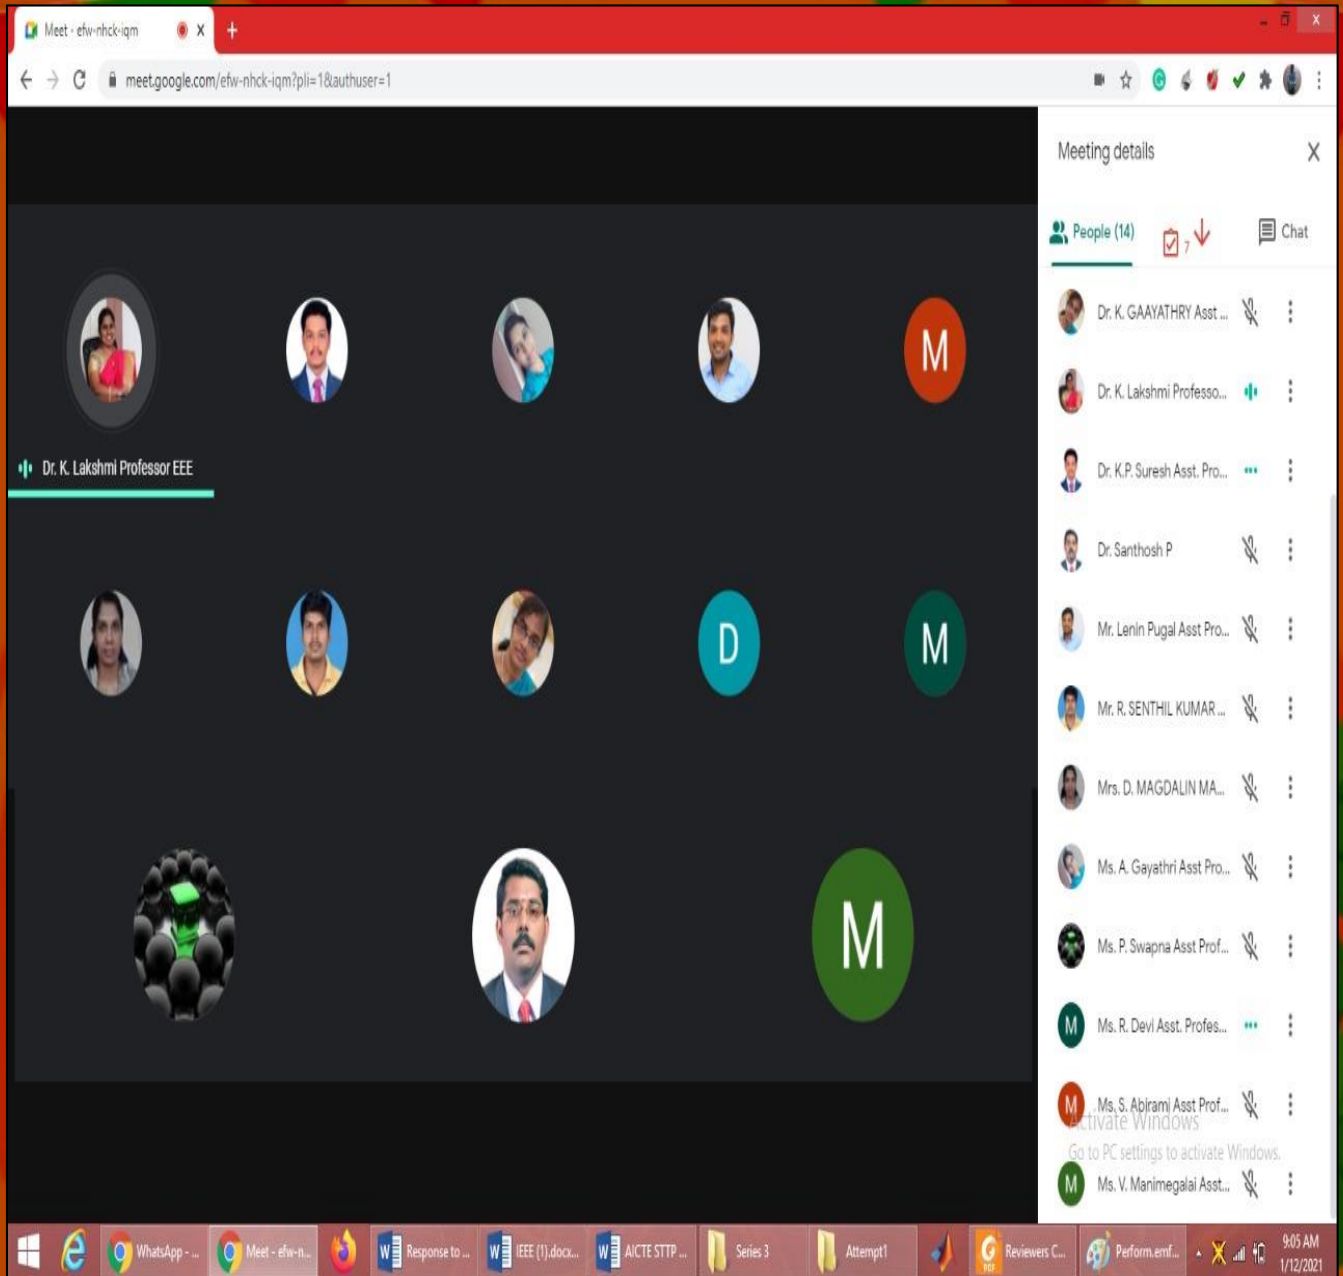 Meet - efw-nhck-iqm
meet.google.com/efw-nhck-iqm?pli=1&authuser=1
Meeting details
People (14)
7
Chat
M
Dr. K. Lakshmi Professor EEE
D
M
M
Dr. K. GAAYATHRY Asst ...
Dr. K. Lakshmi Professo...
Dr. K.P. Suresh Asst. Pro...
Dr. Santhosh P
Mr. Lenin Pugal Asst Pro...
Mr. R. SENTHIL KUMAR ...
Mrs. D. MAGDALIN MA...
Ms. A. Gayathri Asst Pro...
Ms. P. Swapna Asst Prof...
M Ms. R. Devi Asst. Profes...
M Ms. S. Abirami Asst Prof...
Activate Windows
Go to PC settings to activate Windows.
M Ms. V. Manimegalai Asst...
WhatsApp - ... Meet - efw-n... Response to ... IEEE (1).docx... AICTE STTP ... Series 3 Attempt1 Reviewers C... Perform.emf... 9:05 AM
1/12/2021